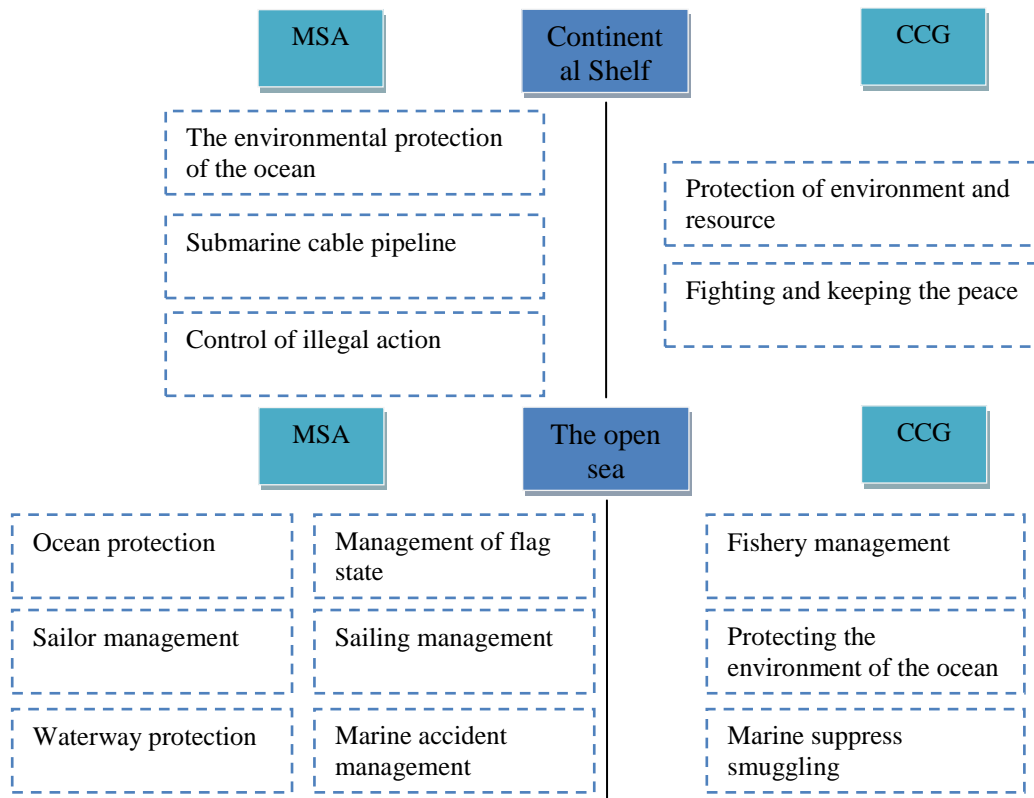 MSA
Continent
al Shelf
CCG
The environmental protection
of the ocean
Submarine cable pipeline
Control of illegal action
Protection of environment and
resource
Fighting and keeping the peace
MSA
The open
sea
CCG
Ocean protection
Management of flag
state
Fishery management
Sailor management
Sailing management
Protecting the
environment of the ocean
Waterway protection
Marine accident
management
Marine suppress
smuggling